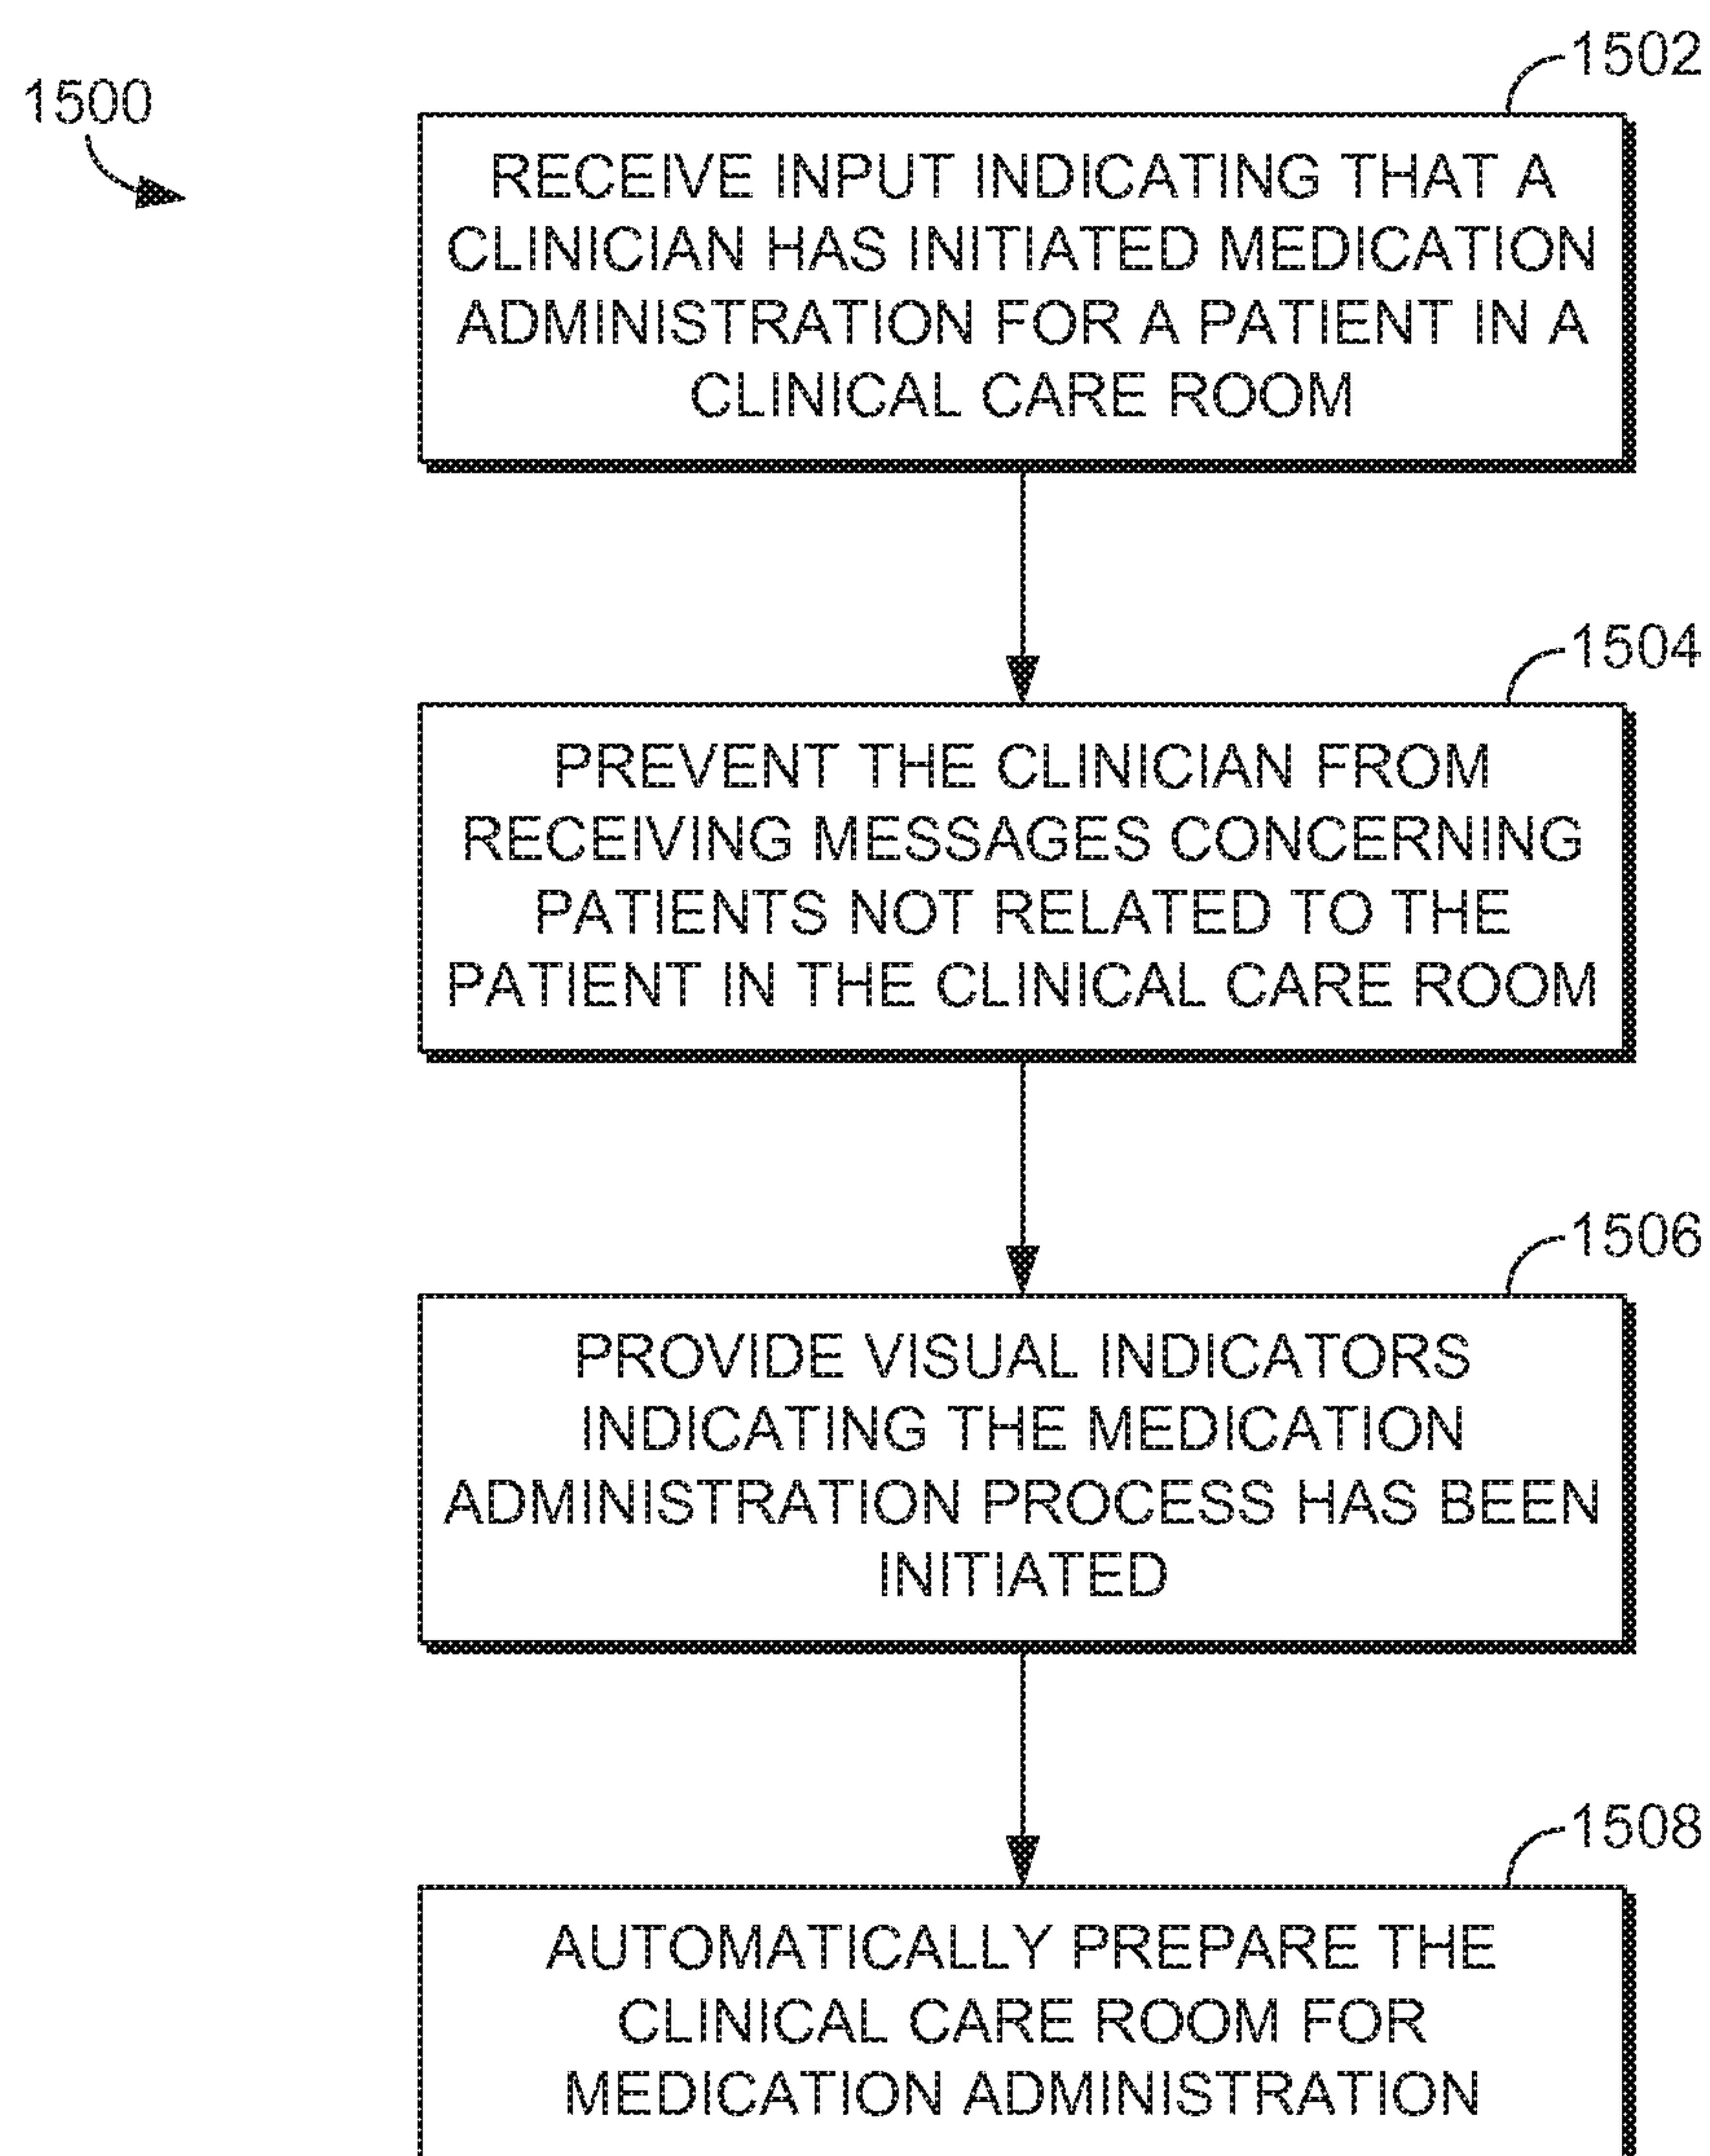 1500
1502
RECEIVE INPUT INDICATING THAT A
CLINICIAN HAS INITIATED MEDICATION
ADMINISTRATION FOR A PATIENT IN A
CLINICAL CARE ROOM
1504
PREVENT THE CLINICIAN FROM
RECEIVING MESSAGES CONCERNING
PATIENTS NOT RELATED TO THE
PATIENT IN THE CLINICAL CARE ROOM
1506
PROVIDE VISUAL INDICATORS
INDICATING THE MEDICATION
ADMINISTRATION PROCESS HAS BEEN
INITIATED
1508
AUTOMATICALLY PREPARE THE
CLINICAL CARE ROOM FOR
MEDICATION ADMINISTRATION